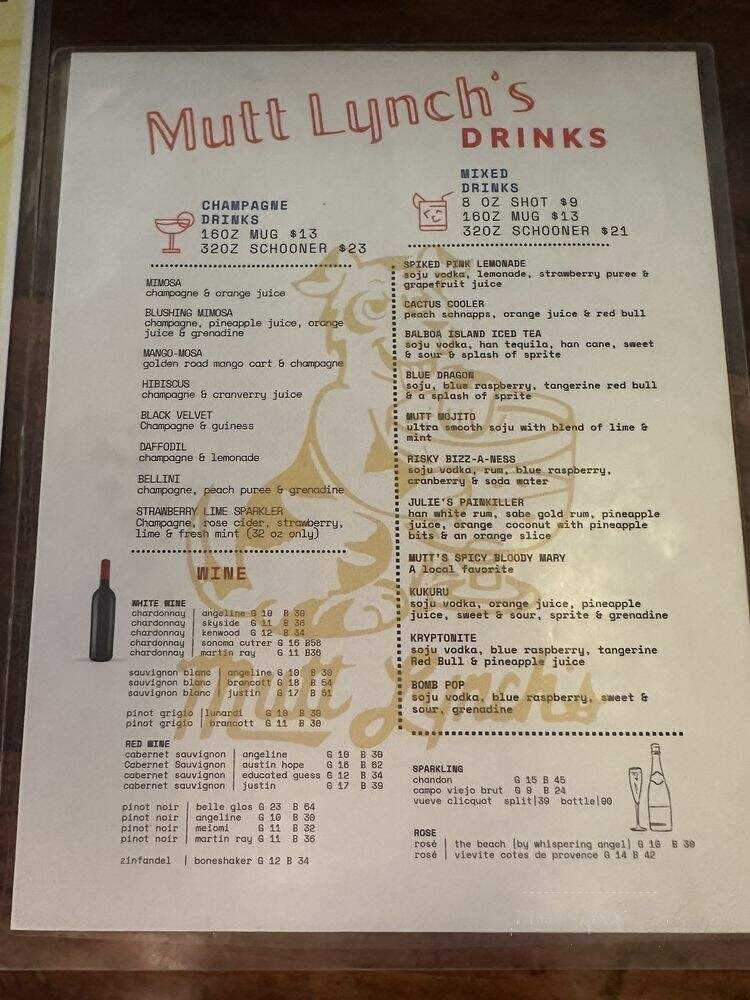 Mutt Lynch's
DRINKS
CHAMPAGNE
DRINKS
16OZ MUG $13
32OZ SCHOONER $23
MIMOSA
champagne & orange juice
BLUSHING MIMOSA
champagne, pineapple juice, orange
juice & grenadine
MANGO-MOSA
golden road mango cart & champagne
HIBISCUS
champagne & cranverry juice
BLACK VELVET
Champagne & guiness
DAFFODIL
champagne & lemonade
BELLINI
champagne, peach puree & grenadine
STRAWBERRY LIME SPARKLER
Champagne, rose cider, strawberry,
lime & fresh mint (32 oz only)
WINE
WHITE WINE
chardonnay | angeline G 10 B 30
chardonnay | skyside G 11 B 36
chardonnay | kenwood G 12 B 34
chardonnay | sonoma cutrer G 16 B58
chardonnay | martin ray G 11 B36
sauvignon blanc | angeline G 10 B 30
sauvignon blanc | brancott G 18 B 54
sauvignon blanc | justin G 17 B 51
pinot grigio |lunardi G 10 B 30
pinot grigio | brancott G 11 B 30
RED WINE
cabernet sauvignon | angeline G 10 B 30
Cabernet Sauvignon | austin hope G 16 B 62
cabernet sauvignon | educated guess G 12 B 34
cabernet sauvignon | justin G 17 B 39
pinot noir | belle glos G 23 B 64
pinot noir | angeline G 10 B 30
pinot noir | meiomi G 11 B 32
pinot noir | martin ray G 11 B 36
zinfandel | boneshaker G 12 B 34
MIXED
DRINKS
8 OZ SHOT $9
16OZ MUG $13
32OZ SCHOONER $21
SPIKED PINK LEMONADE
soju vodka, lemonade, strawberry puree &
grapefruit juice
CACTUS COOLER
peach schnapps, orange juice & red bull
BALBOA ISLAND ICED TEA
soju vodka, han tequila, han cane, sweet
& sour & splash of sprite
BLUE DRAGON
soju, blue raspberry, tangerine red bull
& a splash of sprite
MUTT MOJITO
ultra smooth soju with blend of lime &
mint
RISKY BIZZ-A-NESS
soju vodka, rum, blue raspberry,
cranberry & soda water
JULIE'S PAINKILLER
han white rum, sabe gold rum, pineapple
juice, orange coconut with pineapple
bits & an orange slice
MUTT'S SPICY BLOODY MARY
A local favorite
KUKURU
soju vodka, orange juice, pineapple
juice, sweet & sour, sprite & grenadine
KRYPTONITE
soju vodka, blue raspberry, tangerine
Red Bull & pineapple juice
BOMB POP
soju vodka, blue raspberry, sweet &
sour, grenadine
Mutt Lynch's
SPARKLING
chandon G 15 B 45
campo viejo brut G 9 B 24
vueve clicquot split|39 bottle|90
ROSE
rosé | the beach [by whispering angel] G 10 B 30
rosé | vievite cotes de provence G 14 B 42